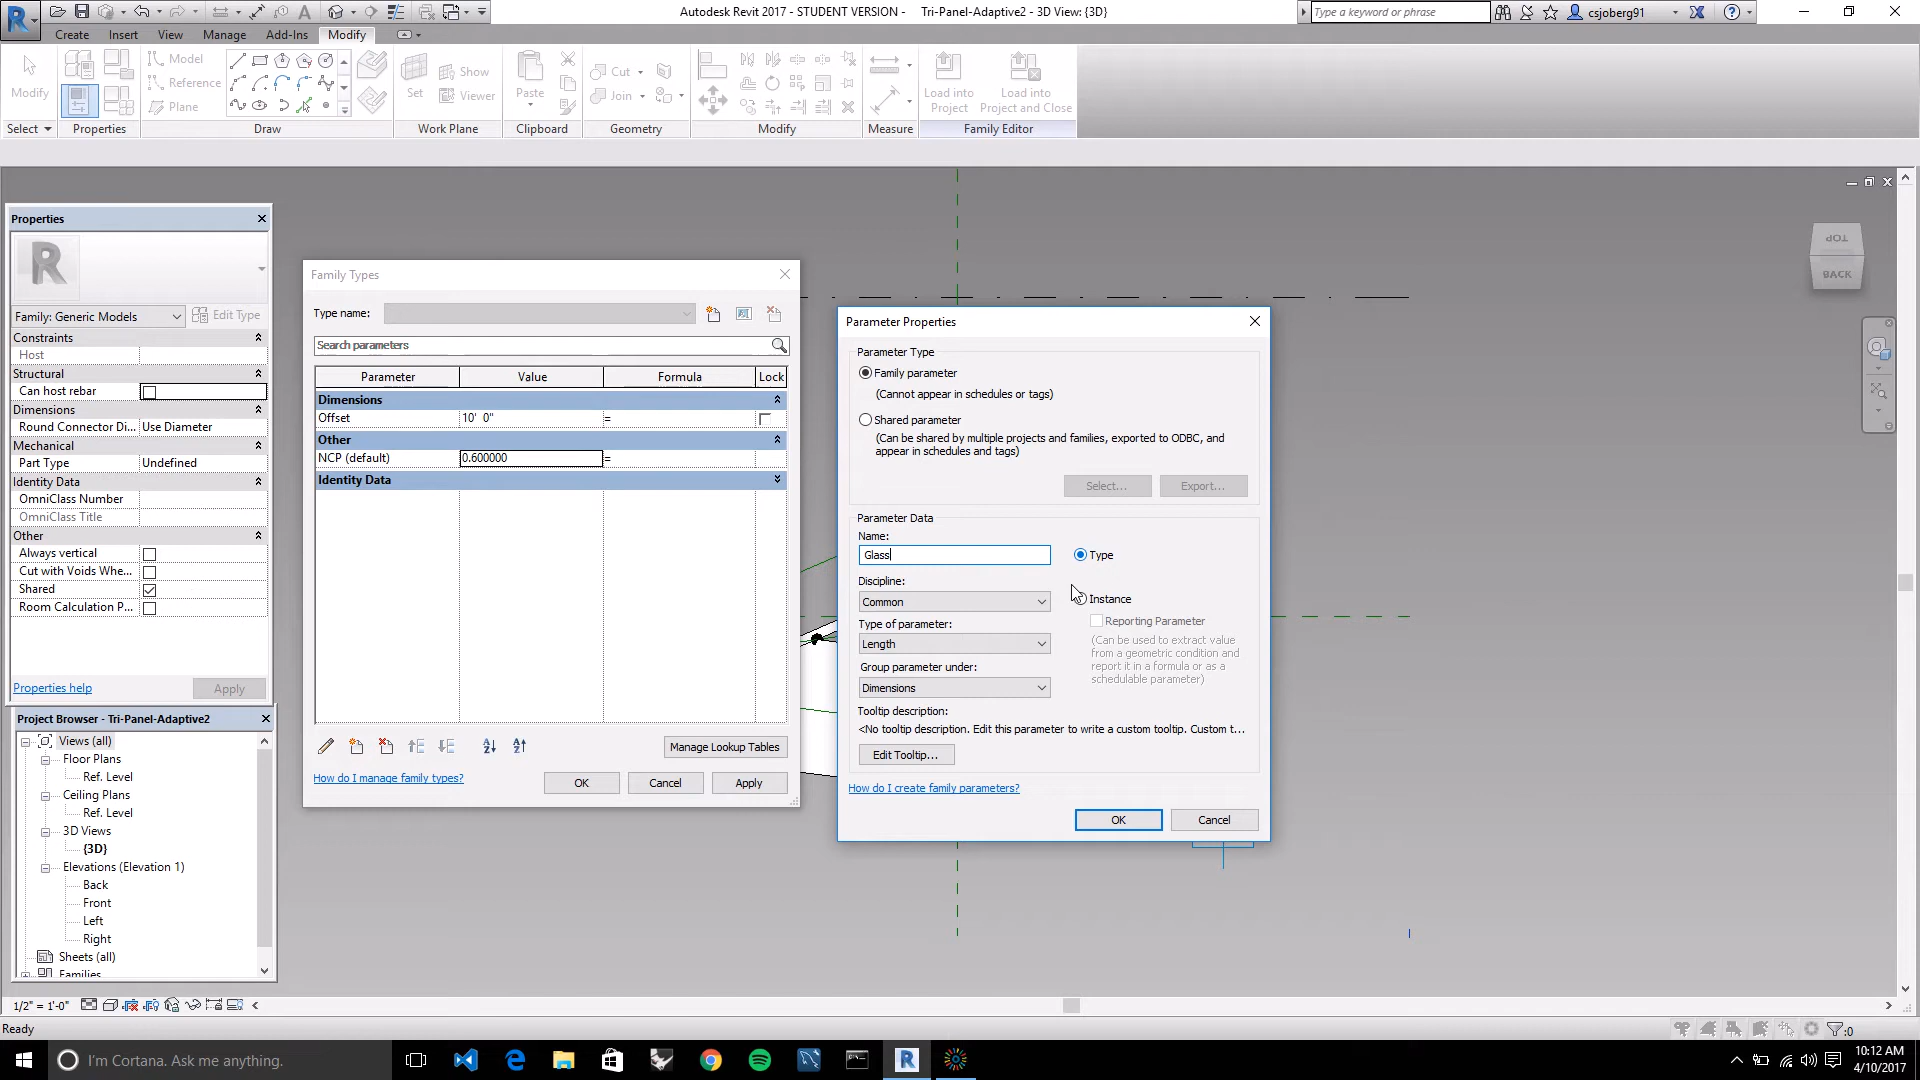 Autodesk Revit 2017 - STUDENT VERSION - Tri-Panel-Adaptive2 - 3D View: {3D}
Type a keyword or phrase
csjoberg91
Create Insert View Manage Add-Ins Modify
Modify
Model
Reference
Plane
Set
Show
Viewer
Paste
Cut
Join
Load into Project
Load into Project and Close
Select Properties Draw Work Plane Clipboard Geometry Modify Measure Family Editor
TOP
BACK
Properties
R
Family: Generic Models
Edit Type
Constraints
Host
Structural
Can host rebar
Dimensions
Round Connector Di... Use Diameter
Mechanical
Part Type Undefined
Identity Data
OmniClass Number
OmniClass Title
Other
Always vertical
Cut with Voids Whe...
Shared
Room Calculation P...
Properties help
Apply
Project Browser - Tri-Panel-Adaptive2
Views (all)
Floor Plans
Ref. Level
Ceiling Plans
Ref. Level
3D Views
{3D}
Elevations (Elevation 1)
Back
Front
Left
Right
Sheets (all)
Families
Family Types
Type name:
Search parameters
Parameter Value Formula Lock
Dimensions
Offset 10' 0" =
Other
NCP (default) 0.600000 =
Identity Data
Manage Lookup Tables
How do I manage family types?
OK Cancel Apply
Parameter Properties
Parameter Type
Family parameter
(Cannot appear in schedules or tags)
Shared parameter
(Can be shared by multiple projects and families, exported to ODBC, and
appear in schedules and tags)
Select... Export...
Parameter Data
Name:
Glass
Type
Discipline:
Common
Instance
Type of parameter:
Reporting Parameter
Length
(Can be used to extract value
from a geometric condition and
report it in a formula or as a
schedulable parameter)
Group parameter under:
Dimensions
Tooltip description:
<No tooltip description. Edit this parameter to write a custom tooltip. Custom t...
Edit Tooltip...
How do I create family parameters?
OK Cancel
1/2" = 1'-0"
Ready
:0
I'm Cortana. Ask me anything.
10:12 AM
4/10/2017